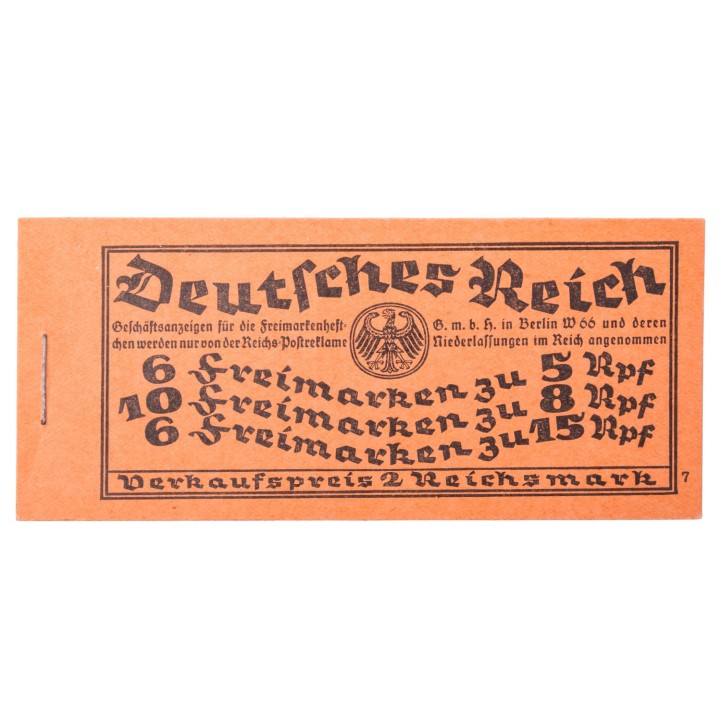 Deutsches Reich
Geschäftsanzeigen für die Freimarkenheft-
chen werden nur von der Reichs-Postreklame
G. m. b. H. in Berlin W 66 und deren
Niederlassungen im Reich angenommen
6 Freimarken zu 5 Rpf
10 Freimarken zu 8 Rpf
6 Freimarken zu 15 Rpf
Verkaufspreis 2 Reichsmark
7